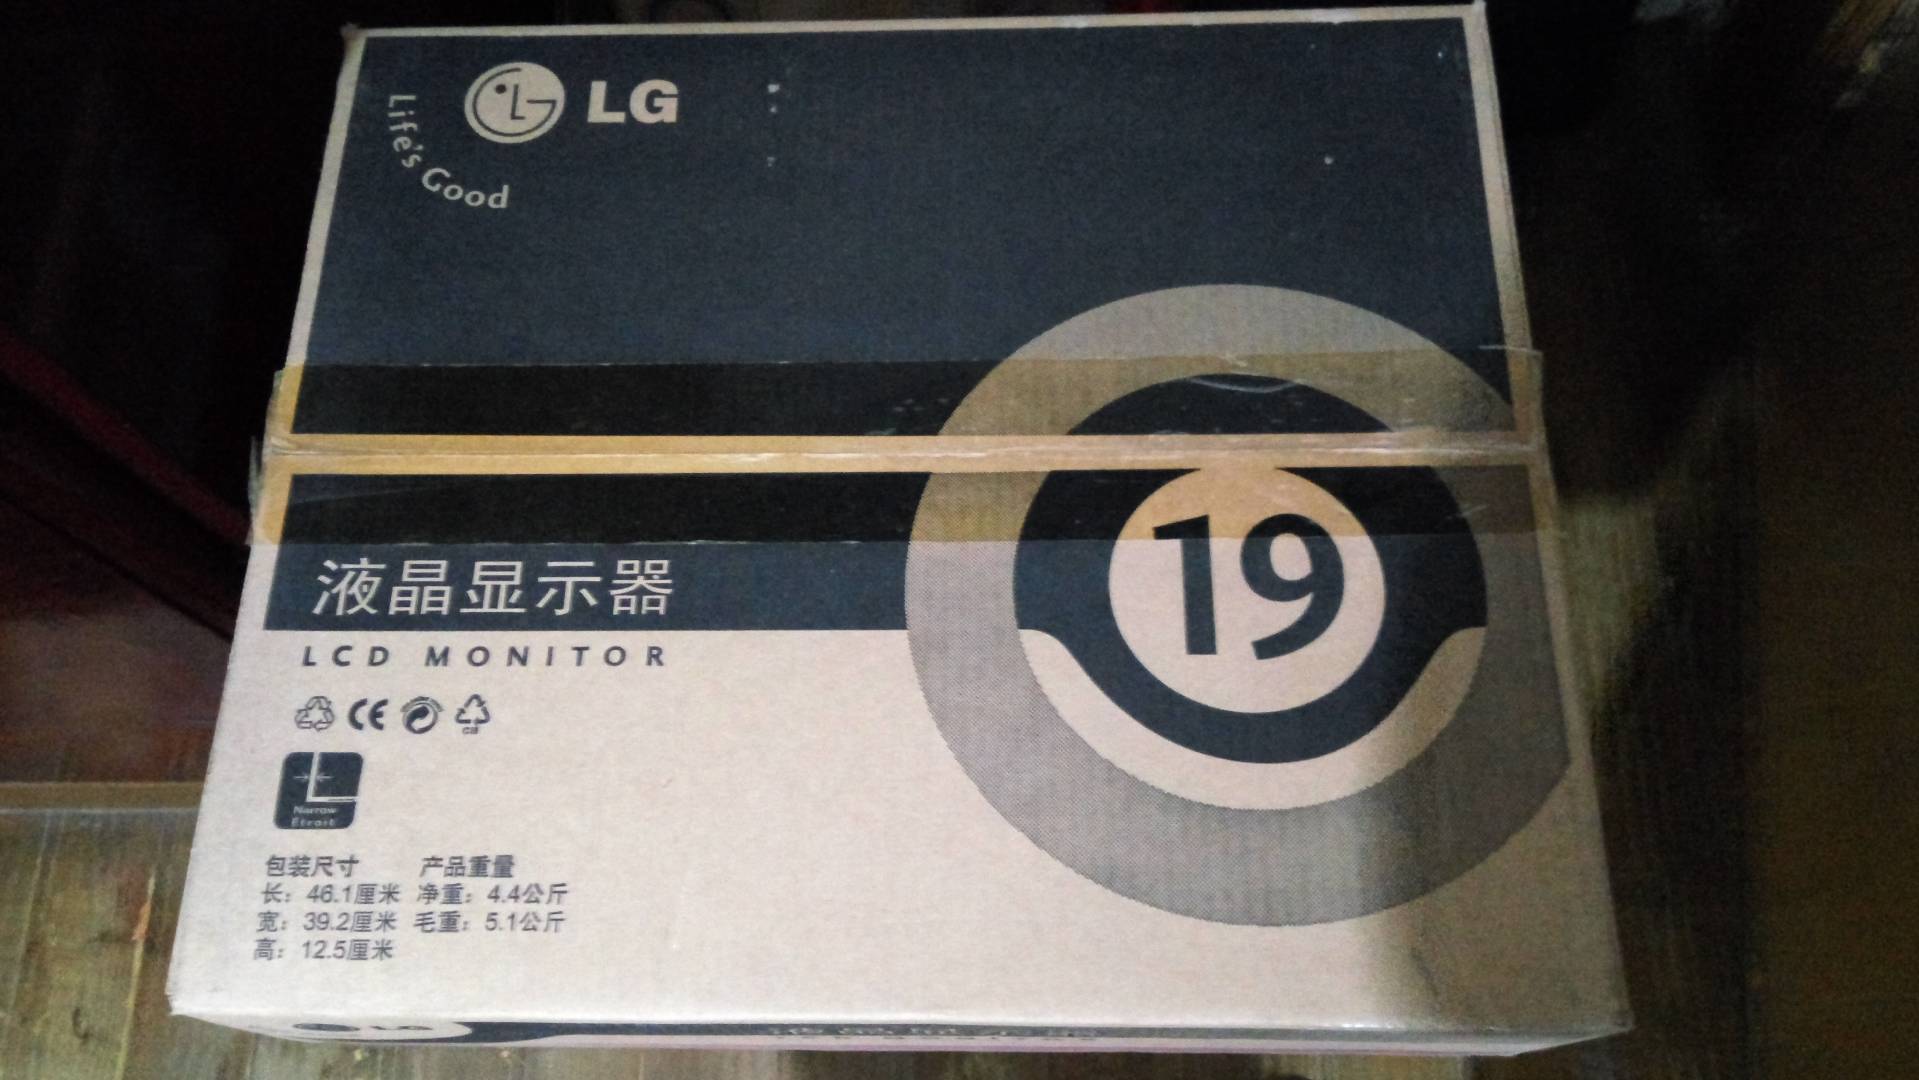 LG
Life's Good
19
液晶显示器
LCD MONITOR
CE
Narrow
Etroit
包装尺寸 产品重量
长：46.1厘米 净重：4.4公斤
宽：39.2厘米 毛重：5.1公斤
高：12.5厘米
LG